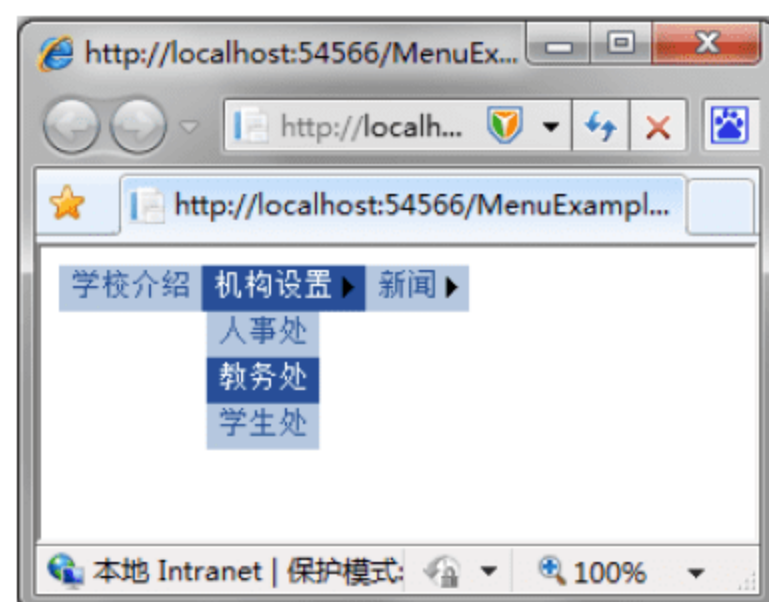 http://localhost:54566/MenuEx...
http://localh...
http://localhost:54566/MenuExampl...
学校介绍 机构设置 新闻
人事处
教务处
学生处
本地 Intranet | 保护模式: 100%